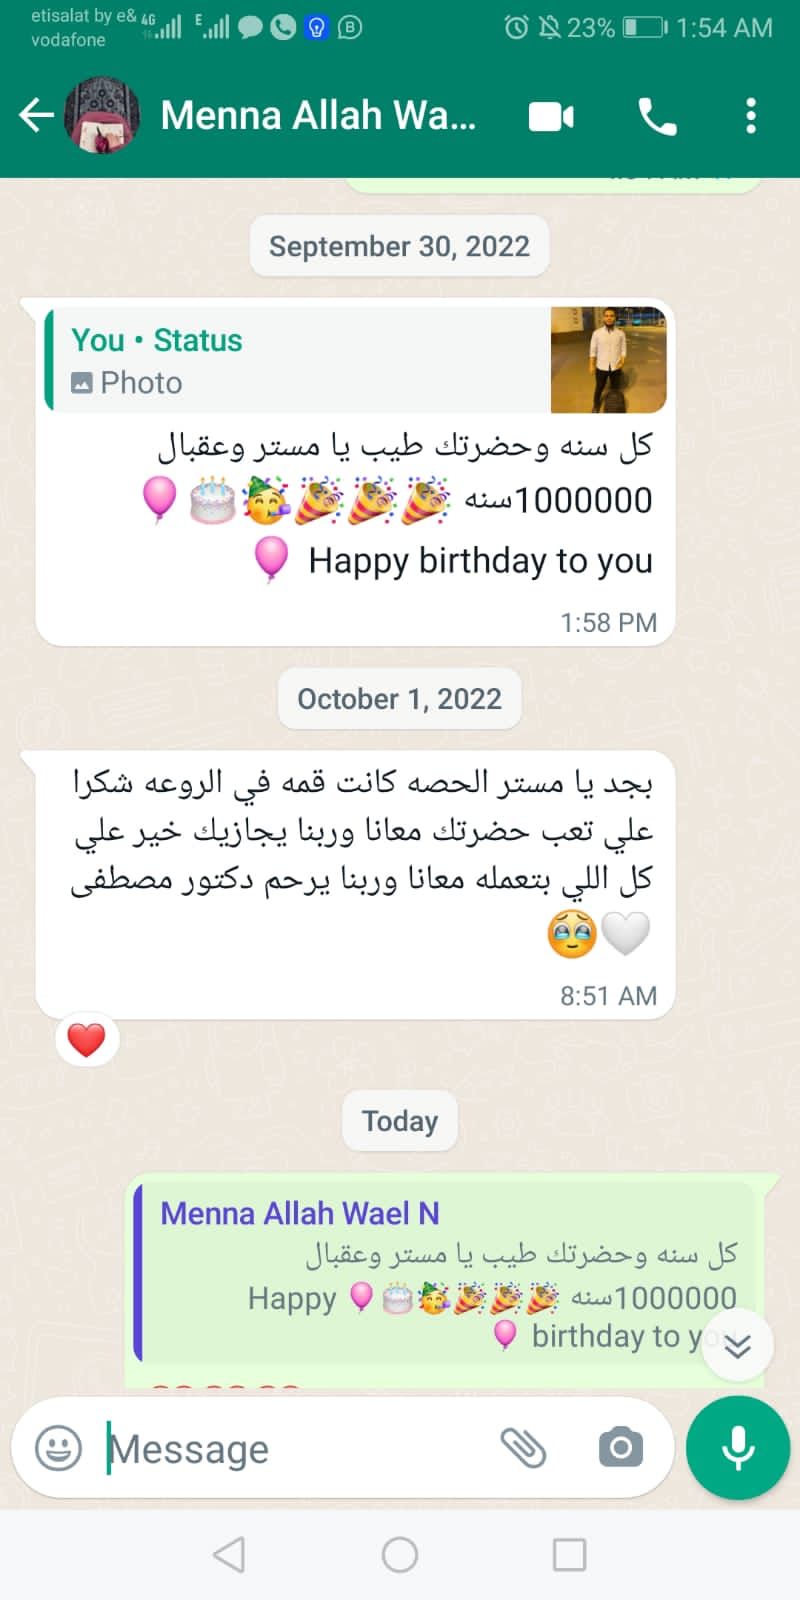 etisalat by e&
vodafone
4G
E
23%
1:54 AM
Menna Allah Wa...
September 30, 2022
You • Status
Photo
كل سنه وحضرتك طيب يا مستر وعقبال
1000000سنه 🎉🎉🎉🥳🎂🎈
Happy birthday to you 🎈
1:58 PM
October 1, 2022
بجد يا مستر الحصه كانت قمه في الروعه شكرا
علي تعب حضرتك معانا وربنا يجازيك خير علي
كل اللي بتعمله معانا وربنا يرحم دكتور مصطفى
🤍🥹
8:51 AM
❤️
Today
Menna Allah Wael N
كل سنه وحضرتك طيب يا مستر وعقبال
1000000سنه 🎉🎉🎉🥳🎂🎈 Happy
birthday to you 🎈
Message